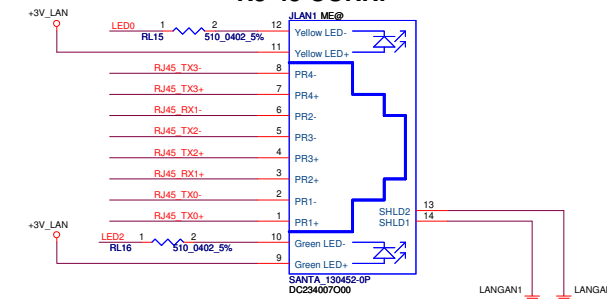 +3V_LAN
JLAN1 ME@
LED0 1 2 12 Yellow LED-
RL15 510_0402_5%
11 Yellow LED+
RJ45_TX3- 8 PR4-
RJ45_TX3+ 7 PR4+
RJ45_RX1- 6 PR2-
RJ45_TX2- 5 PR3-
RJ45_TX2+ 4 PR3+
RJ45_RX1+ 3 PR2+
RJ45_TX0- 2 PR1-
SHLD2 13
RJ45_TX0+ 1 PR1+
SHLD1 14
+3V_LAN
LED2 1 2 10 Green LED-
RL16 510_0402_5%
9 Green LED+
SANTA_130452-0P
DC234007O00
LANGAN1 LANGA